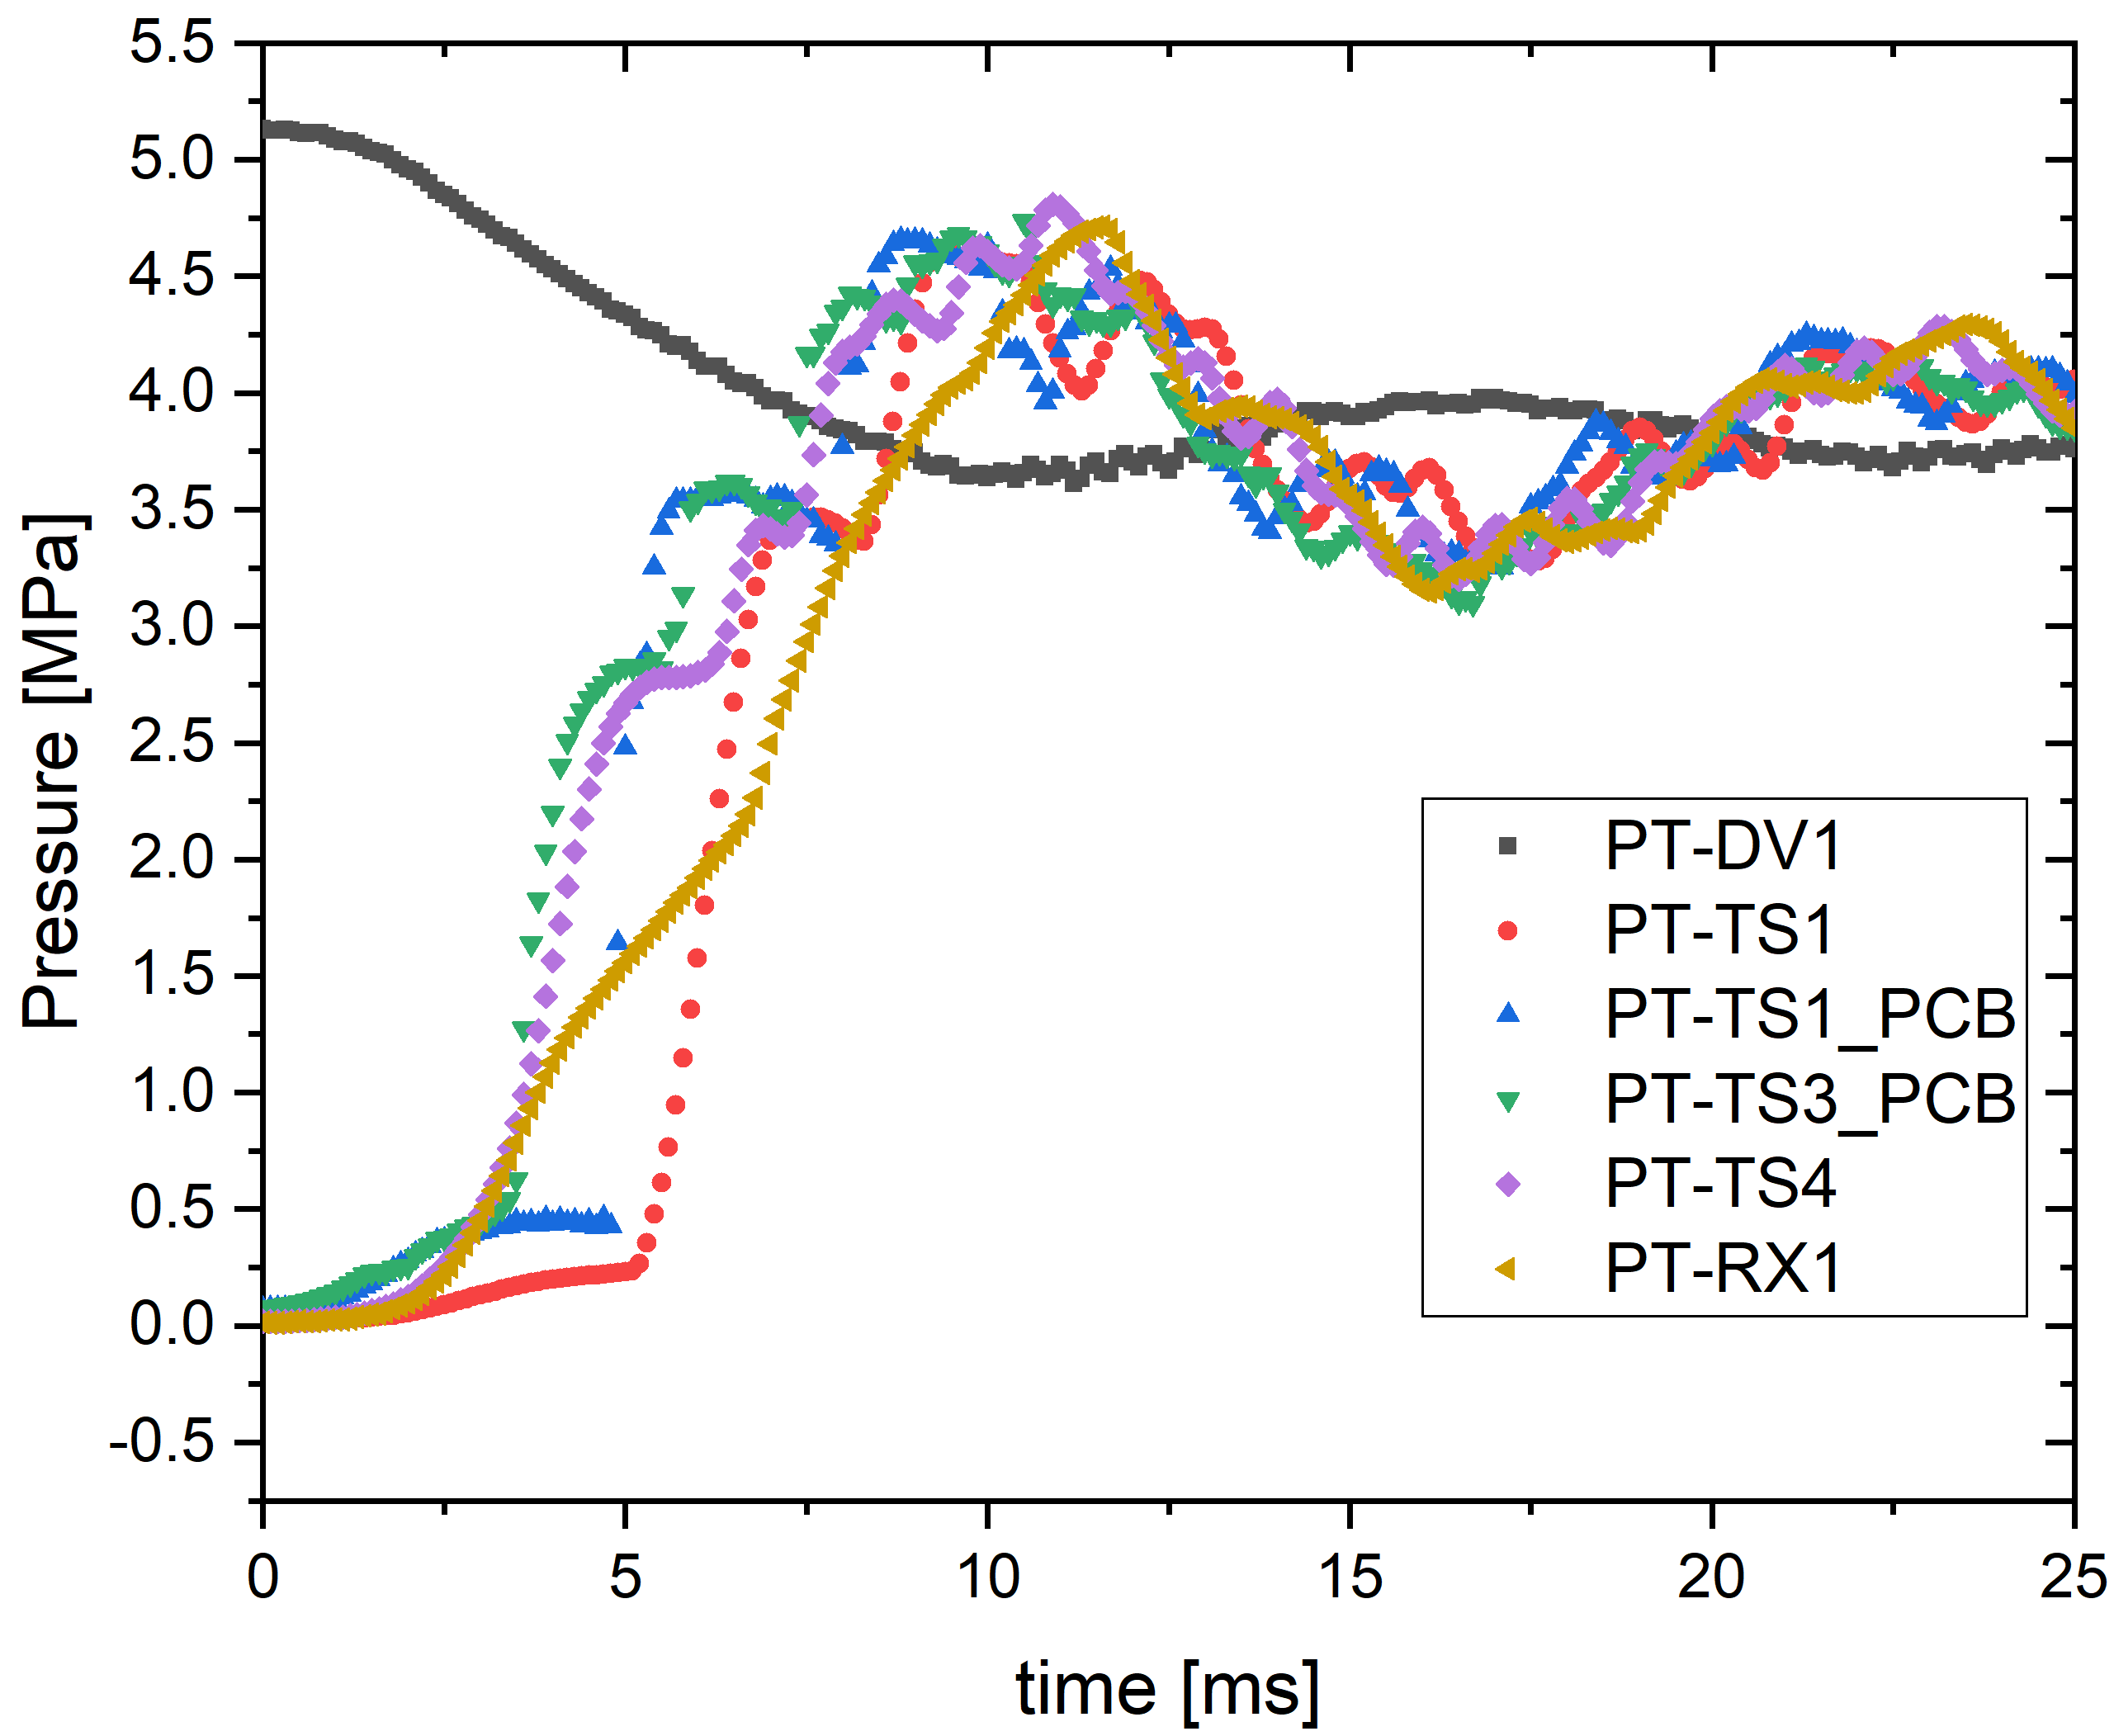 5.5
5.0
4.5
4.0
3.5
3.0
2.5
2.0
1.5
1.0
0.5
0.0
-0.5
Pressure [MPa]
PT-DV1
PT-TS1
PT-TS1_PCB
PT-TS3_PCB
PT-TS4
PT-RX1
0 5 10 15 20 25
time [ms]